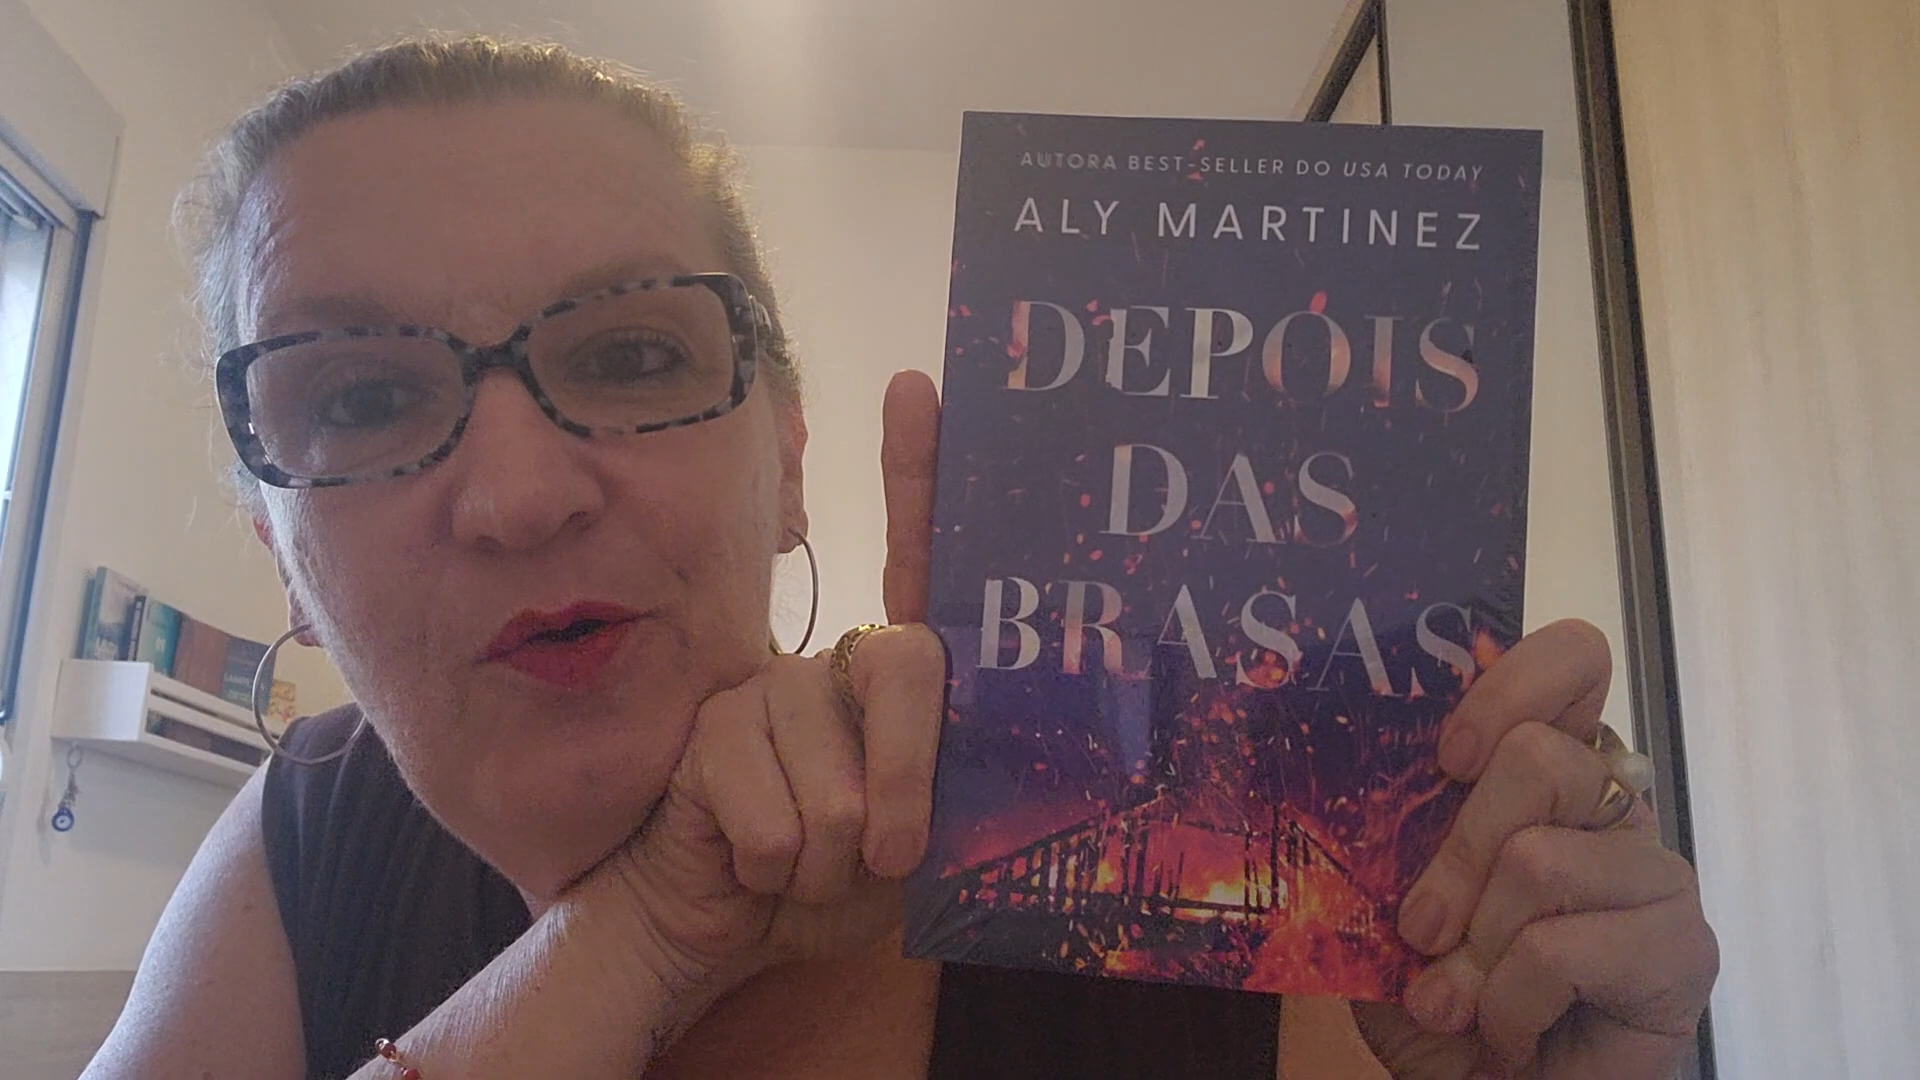 AUTORA BEST-SELLER DO USA TODAY
ALY MARTINEZ
DEPOIS
DAS
BRASAS